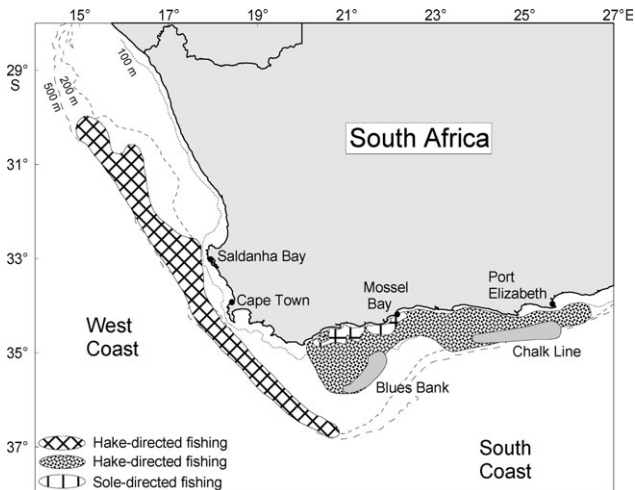 15° 17° 19° 21° 23° 25° 27°E
29°
S
31°
33°
35°
37°
100 m
200 m
500 m
South Africa
Saldanha Bay
Cape Town
Mossel
Bay
Port
Elizabeth
West
Coast
Chalk Line
Blues Bank
South
Coast
Hake-directed fishing
Hake-directed fishing
Sole-directed fishing